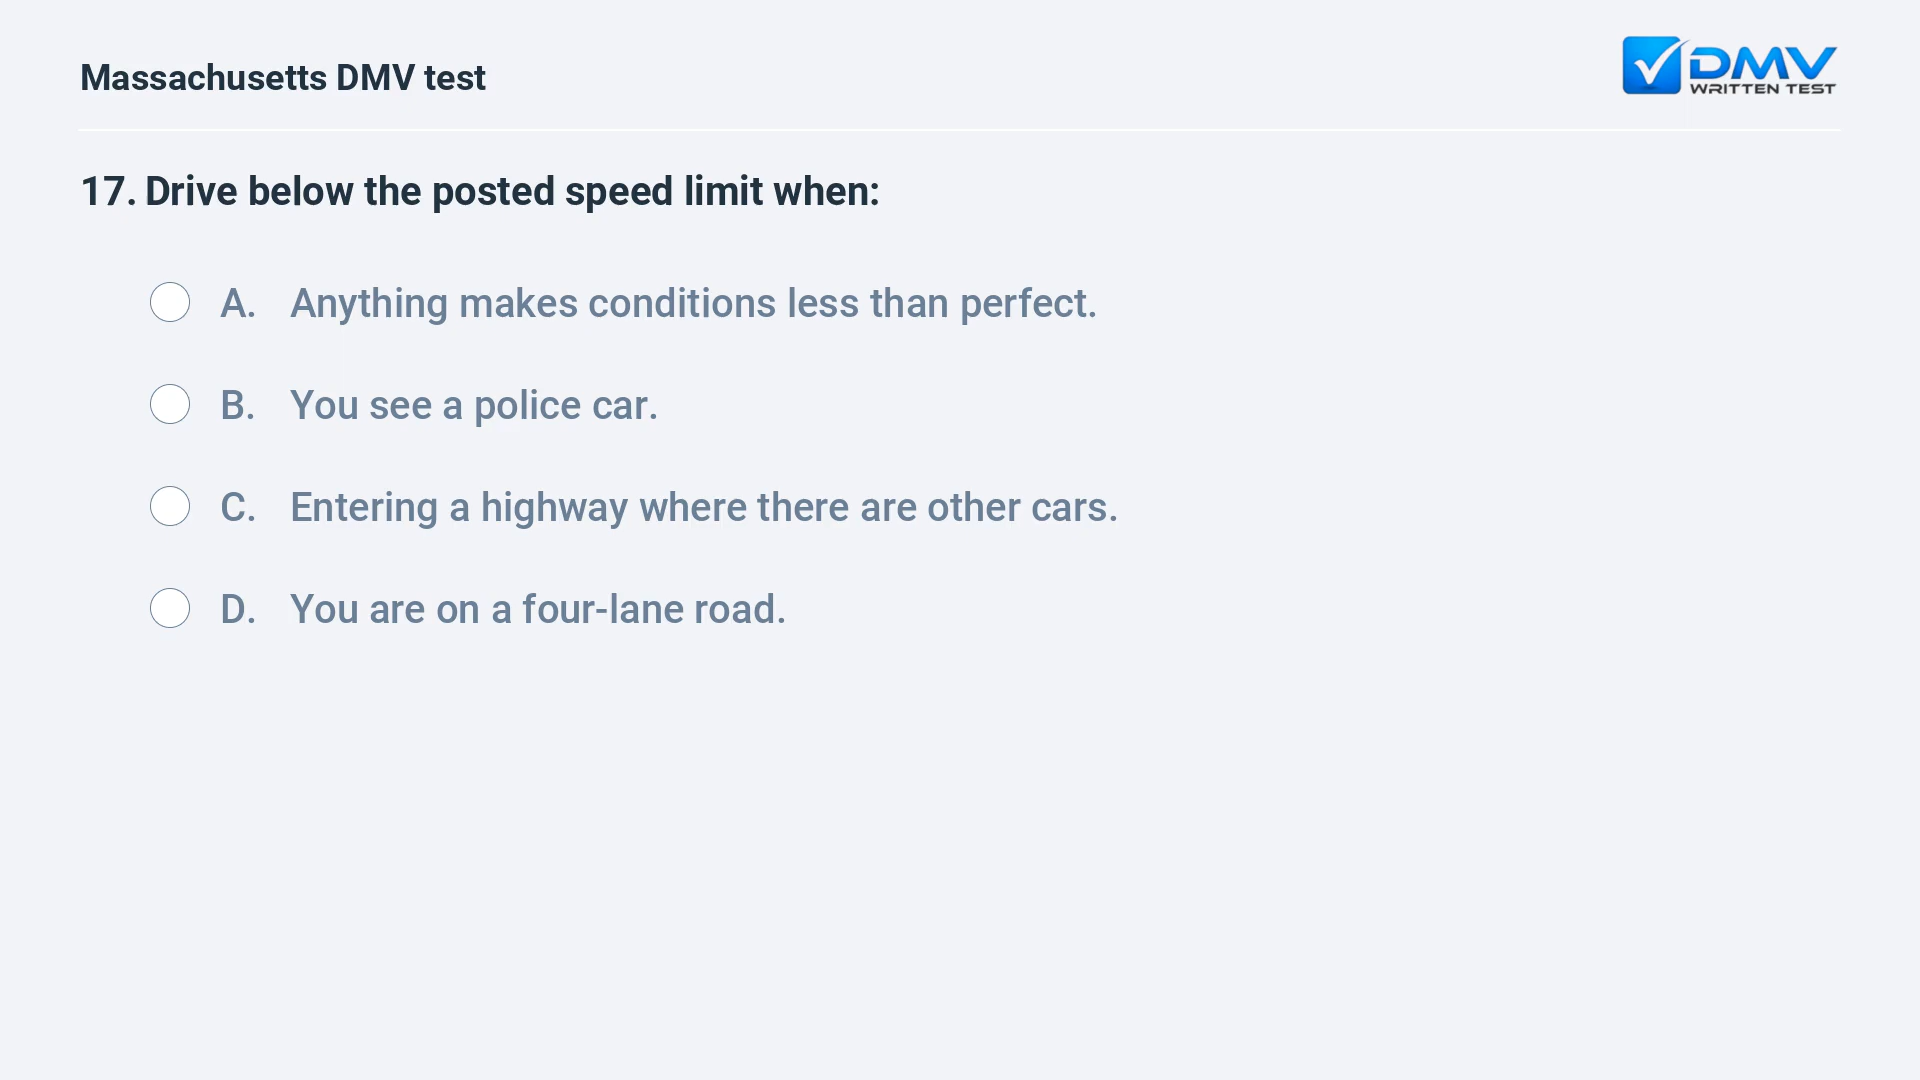 Massachusetts DMV test
DMV
WRITTEN TEST
17. Drive below the posted speed limit when:
A. Anything makes conditions less than perfect.
B. You see a police car.
C. Entering a highway where there are other cars.
D. You are on a four-lane road.